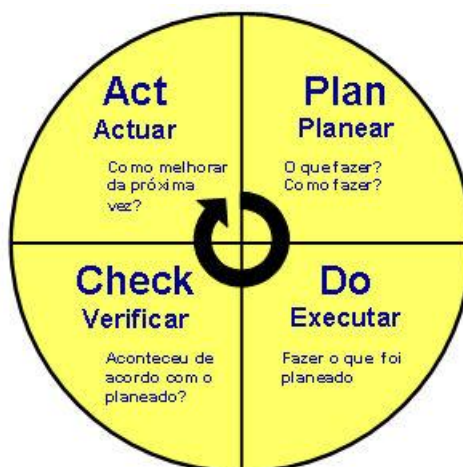 Act
Actuar
Como melhorar
da próxima
vez?
Plan
Planear
O que fazer?
Como fazer?
Check
Verificar
Aconteceu de
acordo com o
planeado?
Do
Executar
Fazer o que foi
planeado